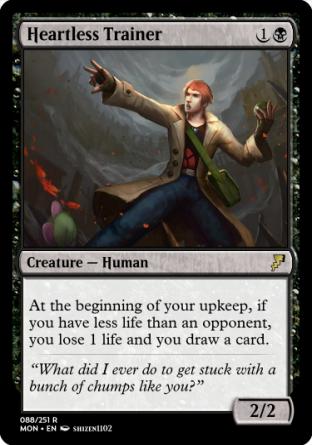 Heartless Trainer 1
Creature — Human
At the beginning of your upkeep, if
you have less life than an opponent,
you lose 1 life and you draw a card.
“What did I ever do to get stuck with a
bunch of chumps like you?”
2/2
088/251 R
MON • EN SHIZEN1102